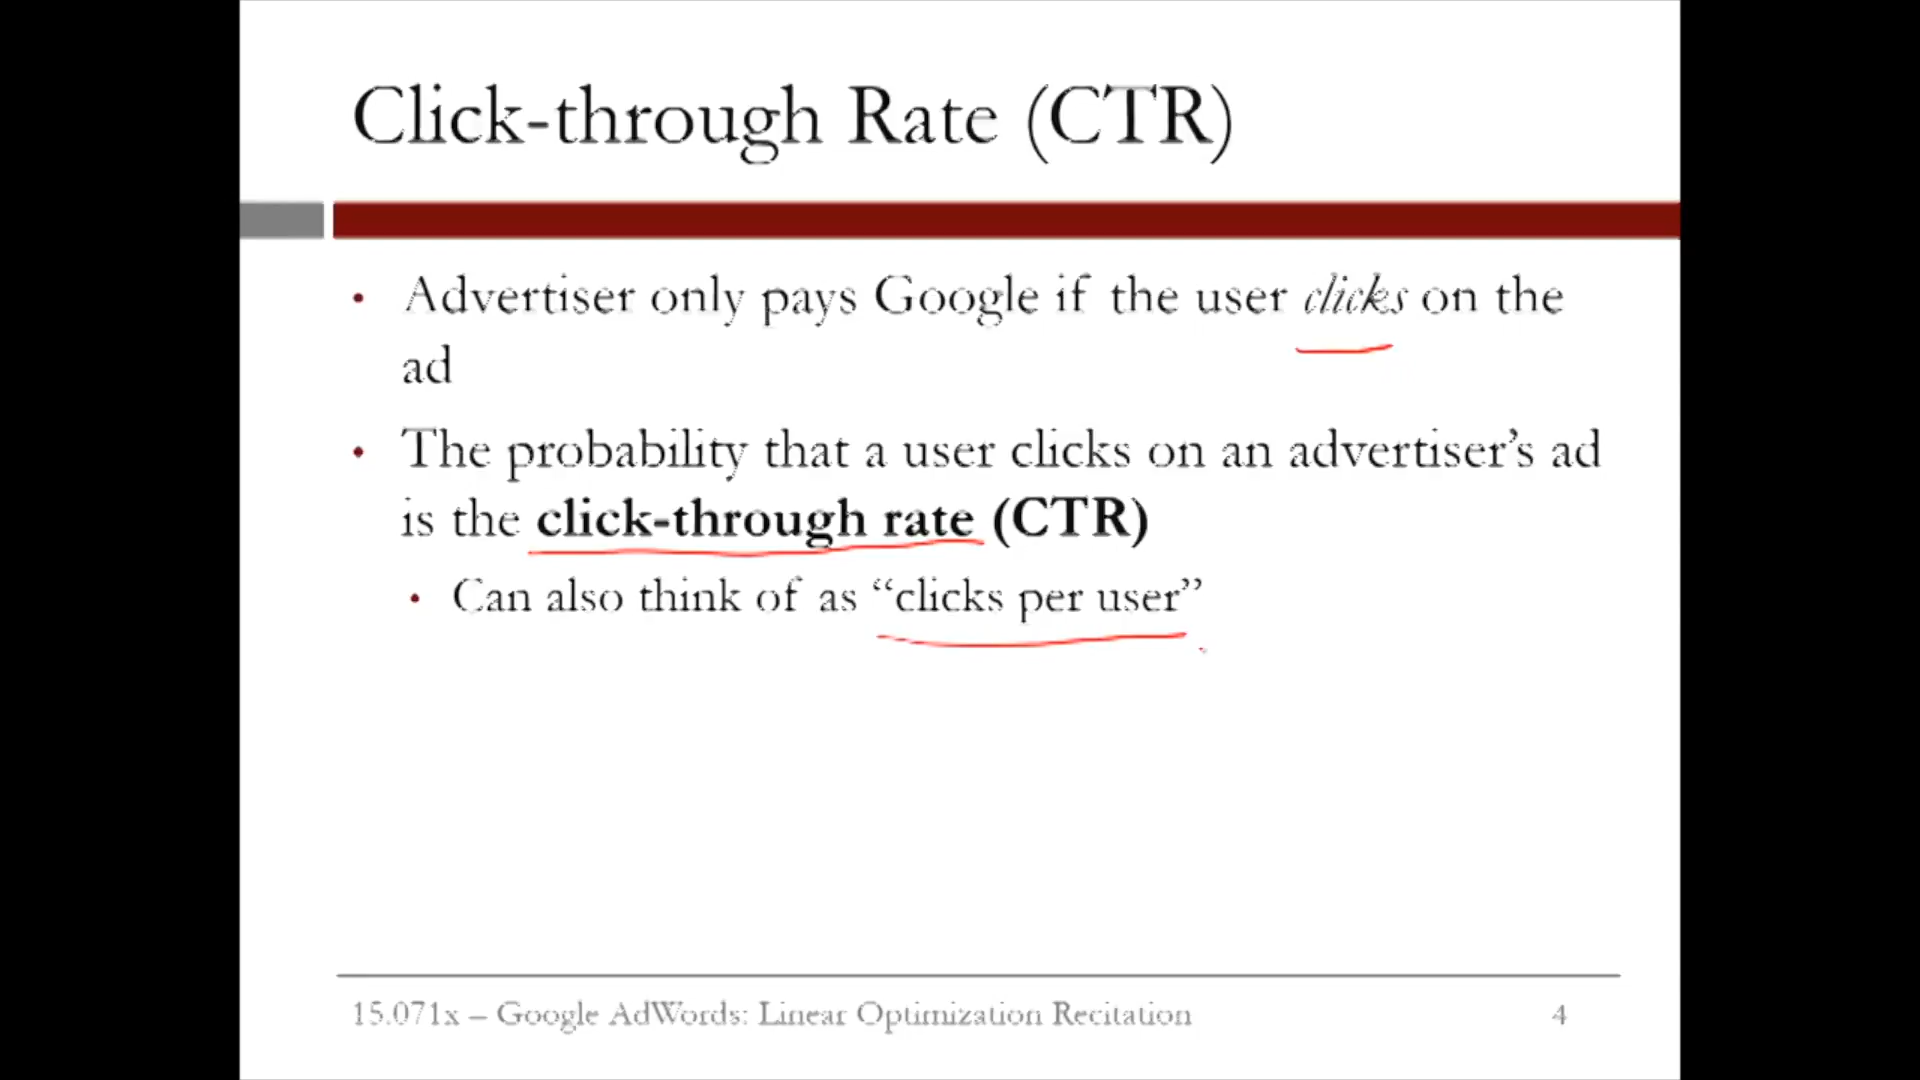 Click-through Rate (CTR)
• Advertiser only pays Google if the user clicks on the
ad
• The probability that a user clicks on an advertiser’s ad
is the click-through rate (CTR)
• Can also think of as “clicks per user”
15.071x – Google AdWords: Linear Optimization Recitation 4